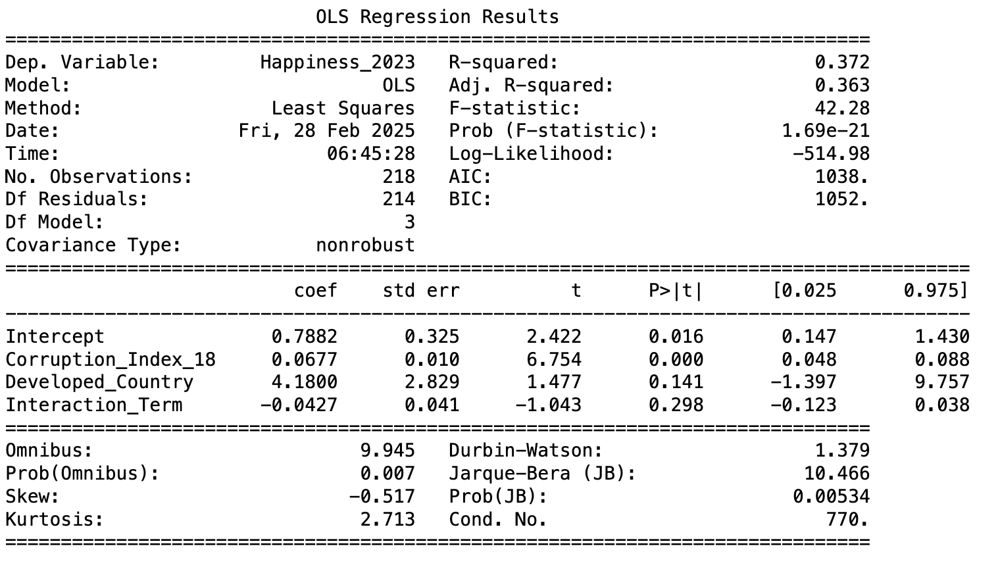 OLS Regression Results
==============================================================================
Dep. Variable: Happiness_2023 R-squared: 0.372
Model: OLS Adj. R-squared: 0.363
Method: Least Squares F-statistic: 42.28
Date: Fri, 28 Feb 2025 Prob (F-statistic): 1.69e-21
Time: 06:45:28 Log-Likelihood: -514.98
No. Observations: 218 AIC: 1038.
Df Residuals: 214 BIC: 1052.
Df Model: 3
Covariance Type: nonrobust
=======================================================================================
coef std err t P>|t| [0.025 0.975]
---------------------------------------------------------------------------------------
Intercept 0.7882 0.325 2.422 0.016 0.147 1.430
Corruption_Index_18 0.0677 0.010 6.754 0.000 0.048 0.088
Developed_Country 4.1800 2.829 1.477 0.141 -1.397 9.757
Interaction_Term -0.0427 0.041 -1.043 0.298 -0.123 0.038
==============================================================================
Omnibus: 9.945 Durbin-Watson: 1.379
Prob(Omnibus): 0.007 Jarque-Bera (JB): 10.466
Skew: -0.517 Prob(JB): 0.00534
Kurtosis: 2.713 Cond. No. 770.
==============================================================================